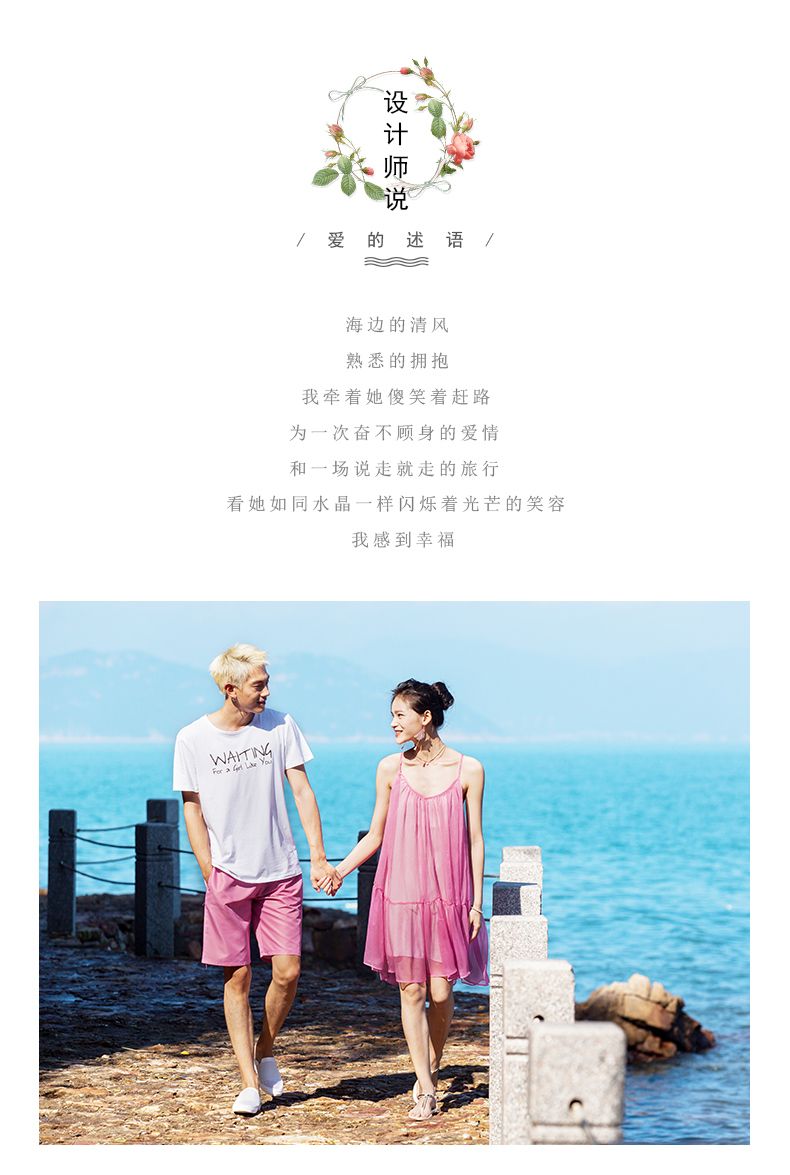 设计师说
/ 爱的述语 /
海边的清风
熟悉的拥抱
我牵着她傻笑着赶路
为一次奋不顾身的爱情
和一场说走就走的旅行
看她如同水晶一样闪烁着光芒的笑容
我感到幸福
WAITING
For a Girl Like You